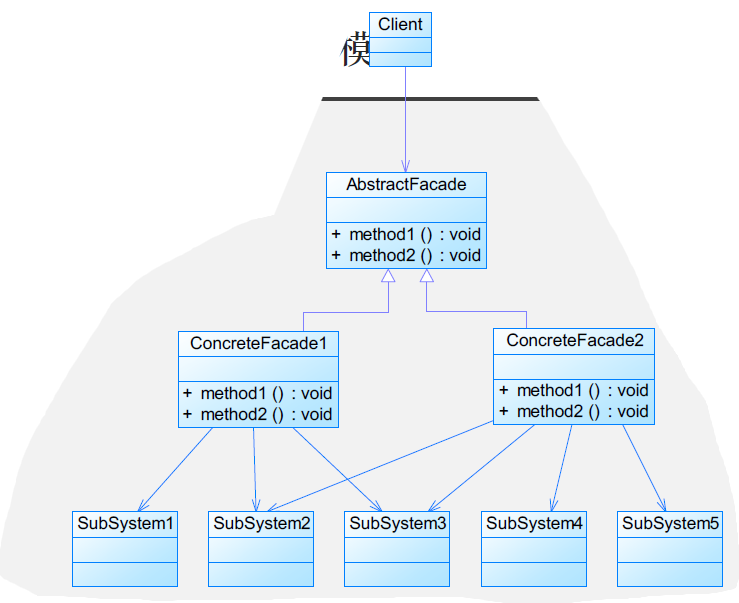 Client
模
AbstractFacade
+ method1 () : void
+ method2 () : void
ConcreteFacade1
+ method1 () : void
+ method2 () : void
ConcreteFacade2
+ method1 () : void
+ method2 () : void
SubSystem1
SubSystem2
SubSystem3
SubSystem4
SubSystem5